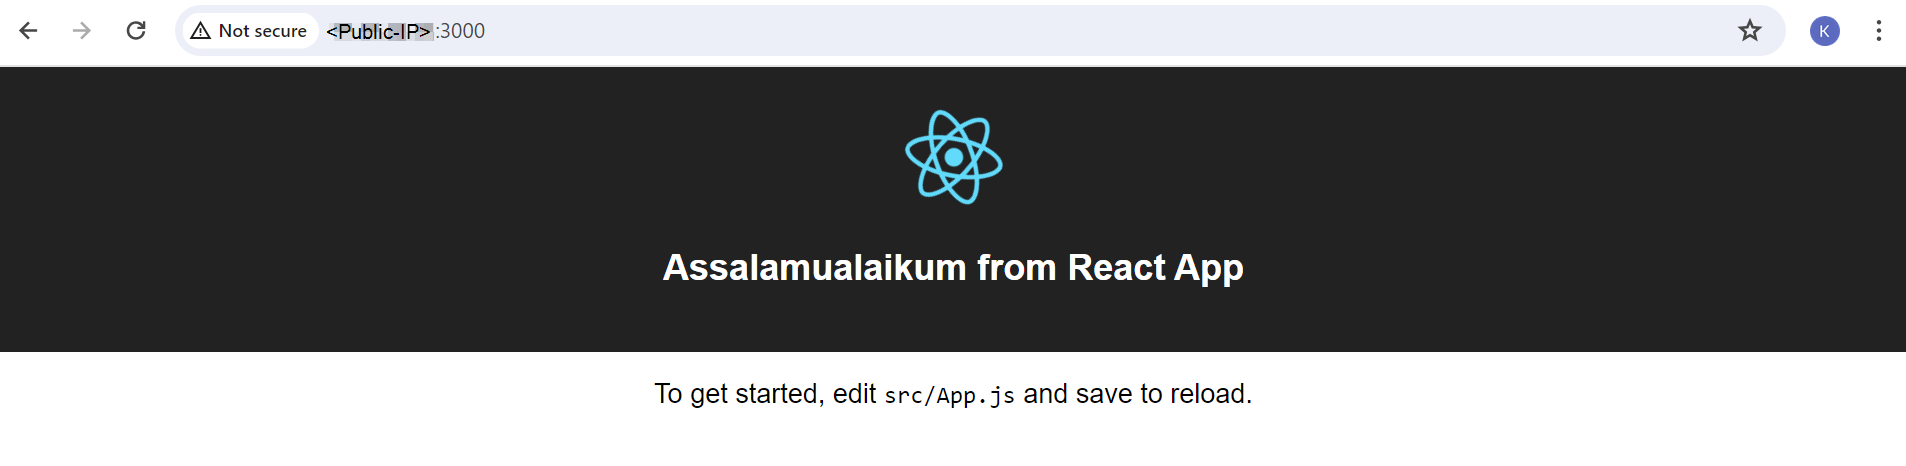 Not secure <Public-IP>:3000 K
Assalamualaikum from React App
To get started, edit src/App.js and save to reload.